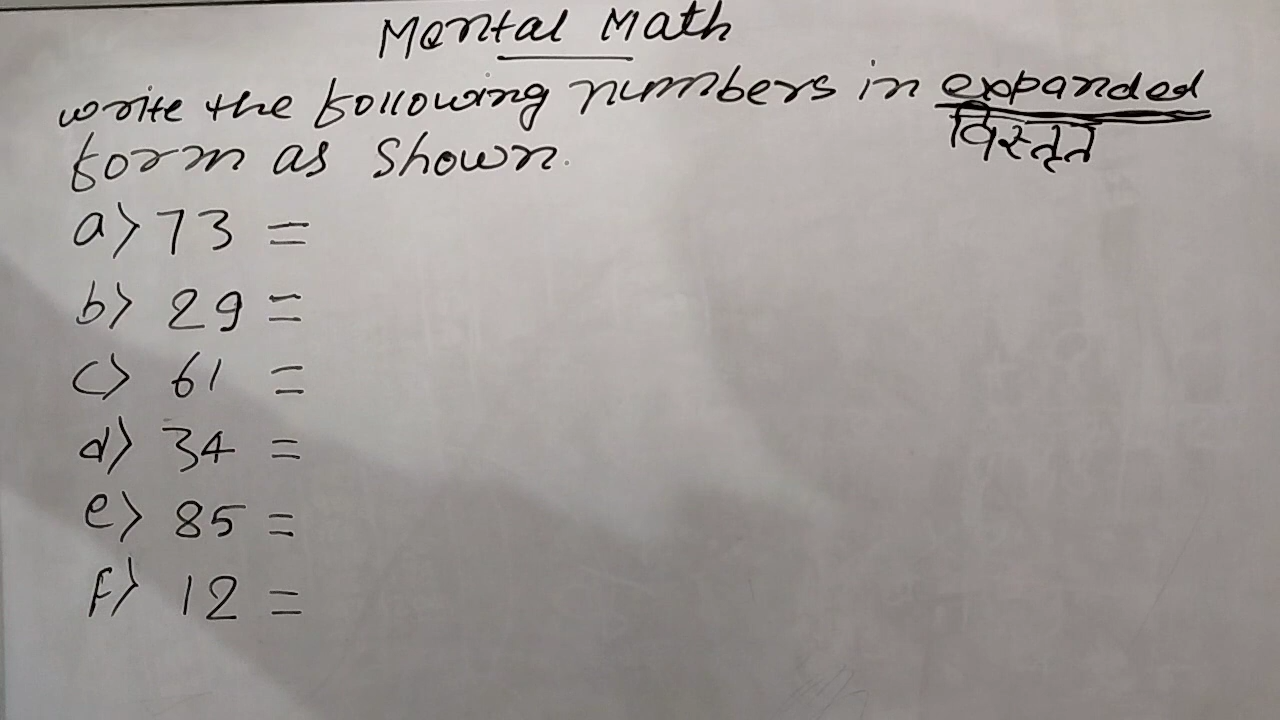 Mental Math
write the following numbers in expanded
विस्तृत
form as shown.
a) 73 =
b) 29 =
c) 61 =
d) 34 =
e) 85 =
f) 12 =